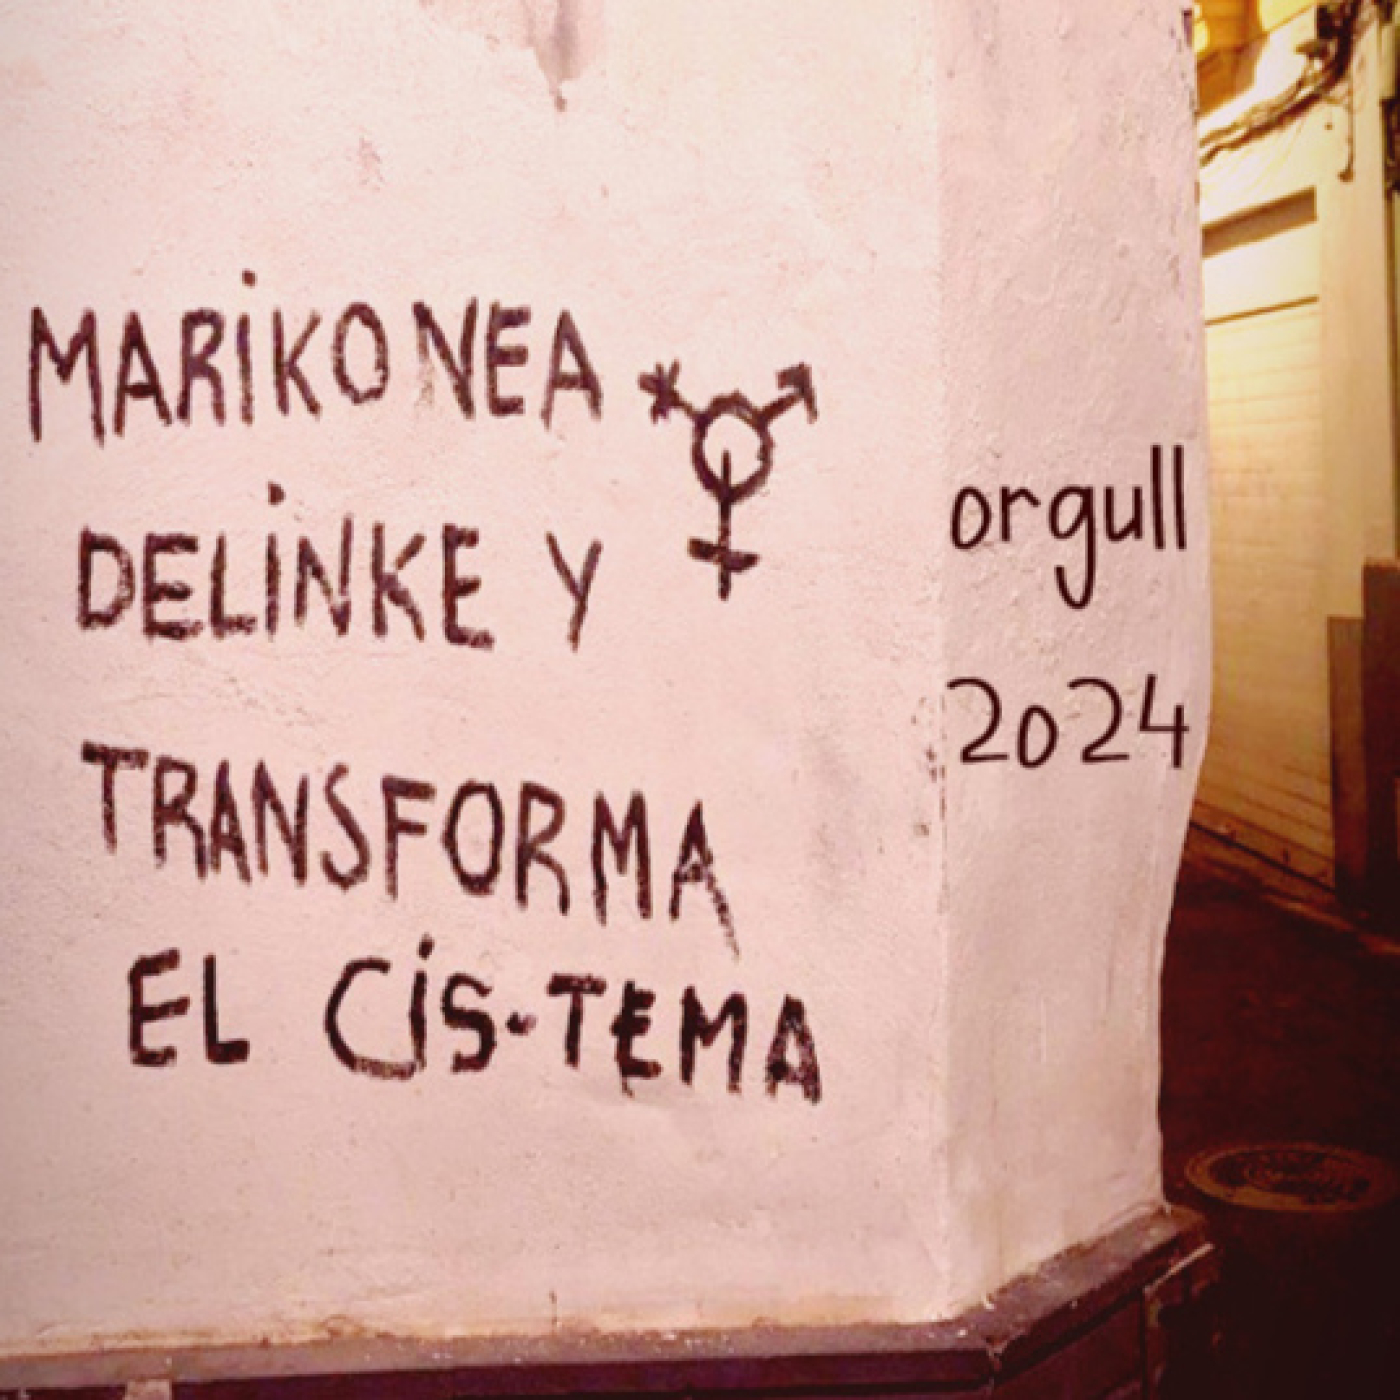 MARiKONEA
DELiNKE Y
TRANSFORMA
EL CiS-TEMA
orgull
2024